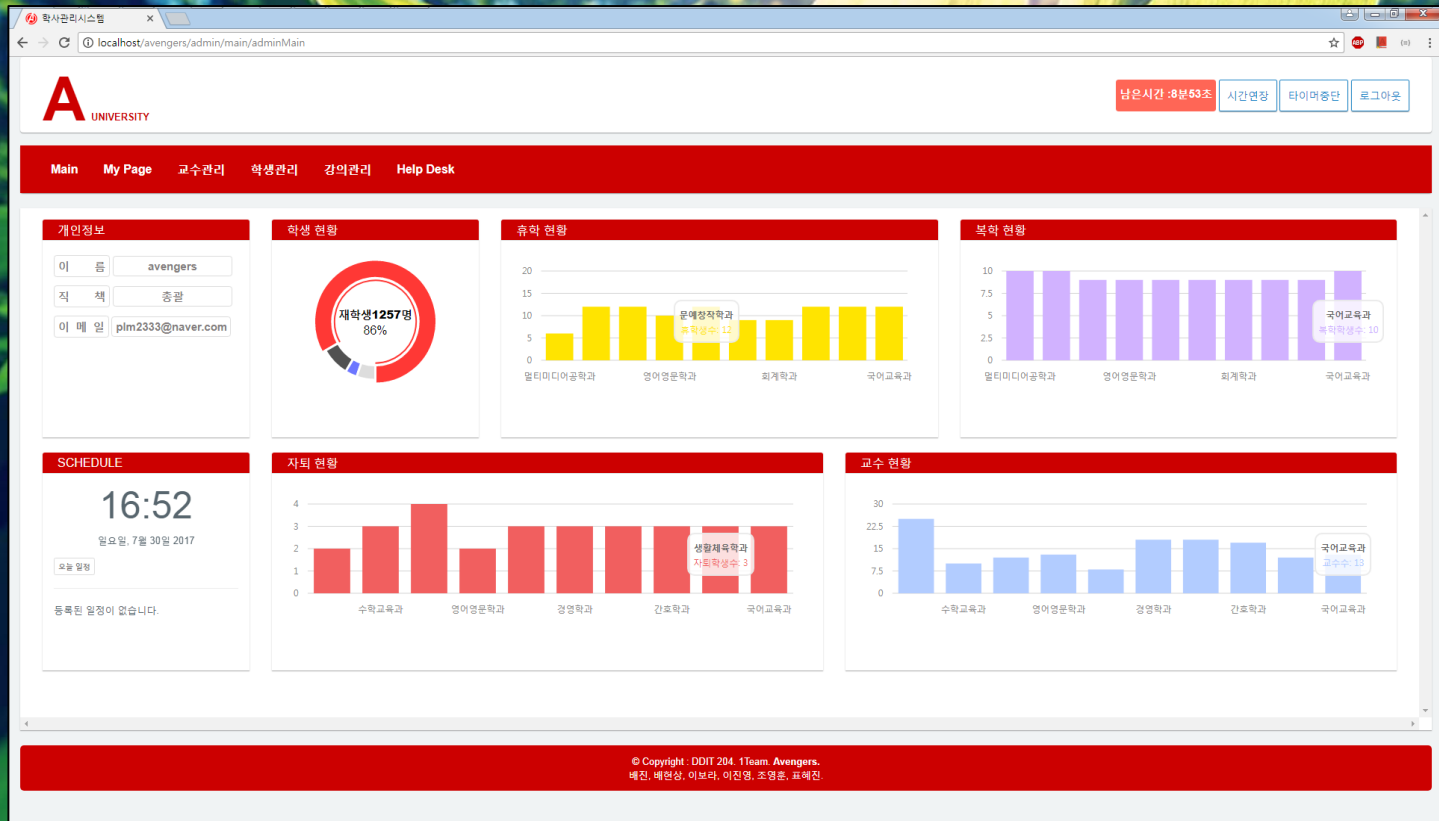 학사관리시스템
localhost/avengers/admin/main/adminMain
ABP
A UNIVERSITY
남은시간 :8분53초 시간연장 타이머중단 로그아웃
Main My Page 교수관리 학생관리 강의관리 Help Desk
개인정보
이 름 avengers
직 책 총괄
이 메 일 plm2333@naver.com
학생 현황
재학생1257명
86%
휴학 현황
20
15
10
5
0
문예창작학과
휴학생수: 12
멀티미디어공학과 영어영문학과 회계학과 국어교육과
복학 현황
10
7.5
5
2.5
0
국어교육과
복학학생수: 10
멀티미디어공학과 영어영문학과 회계학과 국어교육과
SCHEDULE
16:52
일요일, 7월 30일 2017
오늘 일정
등록된 일정이 없습니다.
자퇴 현황
4
3
2
1
0
생활체육학과
자퇴학생수: 3
수학교육과 영어영문학과 경영학과 간호학과 국어교육과
교수 현황
30
22.5
15
7.5
0
국어교육과
교수수: 13
수학교육과 영어영문학과 경영학과 간호학과 국어교육과
© Copyright : DDIT 204. 1Team. Avengers.
배진, 배현상, 이보라, 이진영, 조영훈, 표혜진.